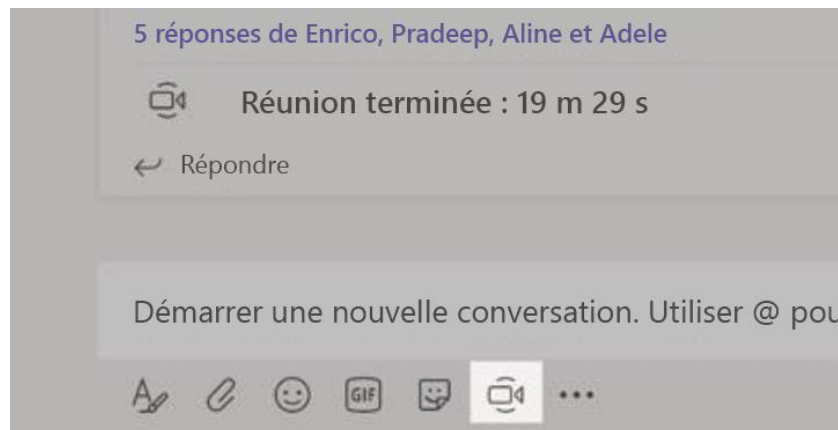 5 réponses de Enrico, Pradeep, Aline et Adele
Réunion terminée : 19 m 29 s
Répondre
Démarrer une nouvelle conversation. Utiliser @ pou
GIF